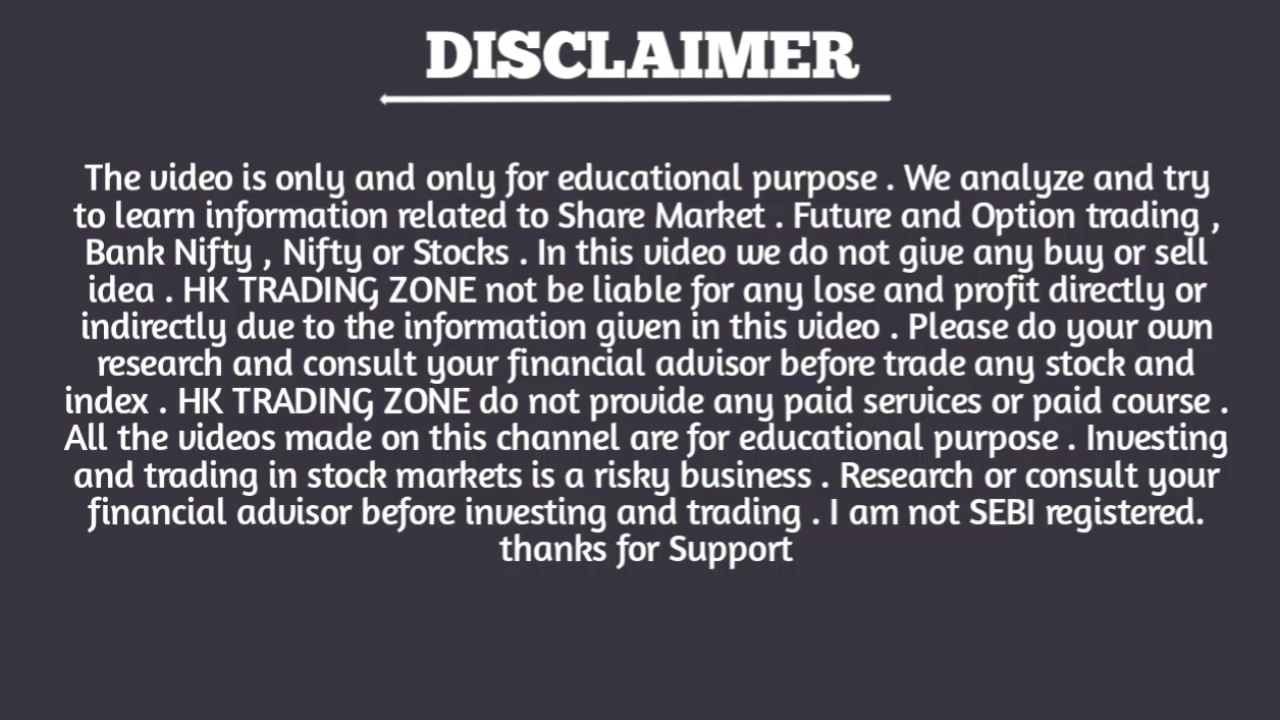 DISCLAIMER
The video is only and only for educational purpose . We analyze and try
to learn information related to Share Market . Future and Option trading ,
Bank Nifty , Nifty or Stocks . In this video we do not give any buy or sell
idea . HK TRADING ZONE not be liable for any lose and profit directly or
indirectly due to the information given in this video . Please do your own
research and consult your financial advisor before trade any stock and
index . HK TRADING ZONE do not provide any paid services or paid course .
All the videos made on this channel are for educational purpose . Investing
and trading in stock markets is a risky business . Research or consult your
financial advisor before investing and trading . I am not SEBI registered.
thanks for Support